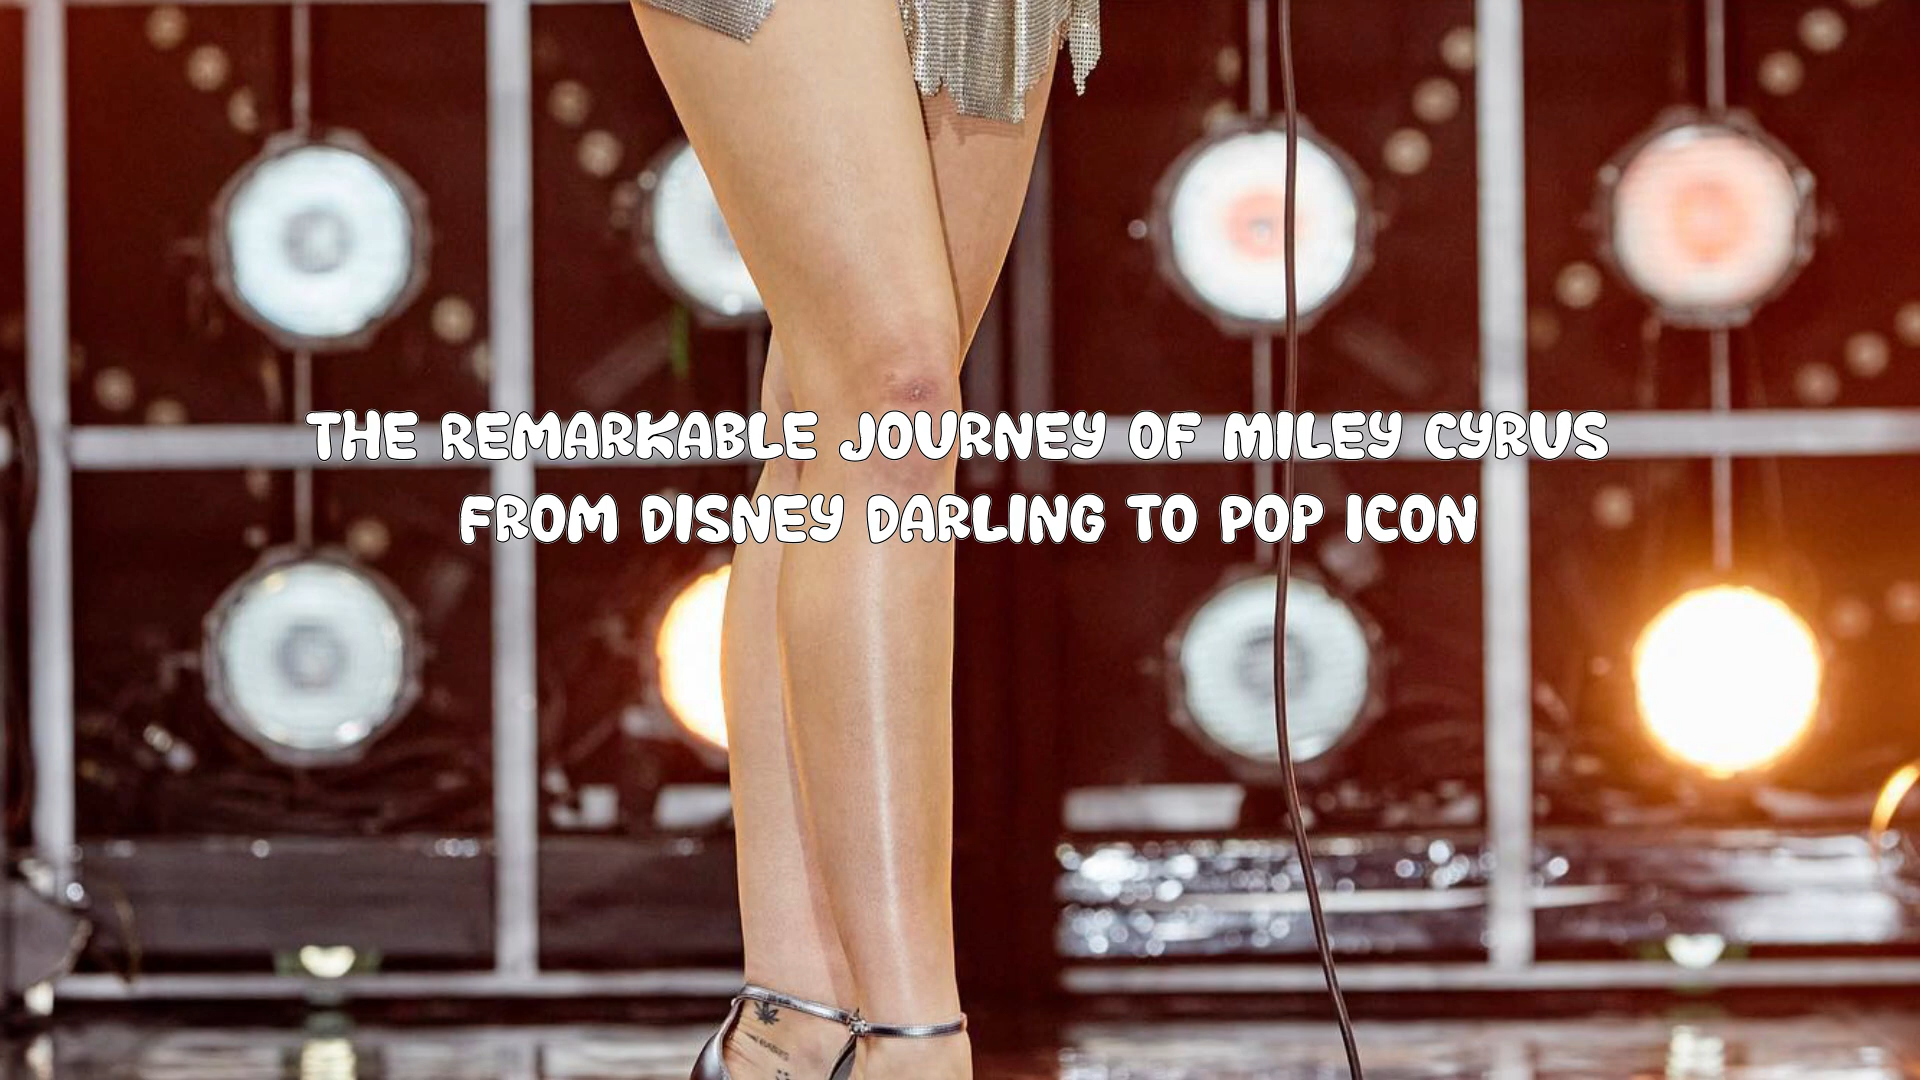 THE REMARKABLE JOURNEY OF MILEY CYRUS
FROM DISNEY DARLING TO POP ICON